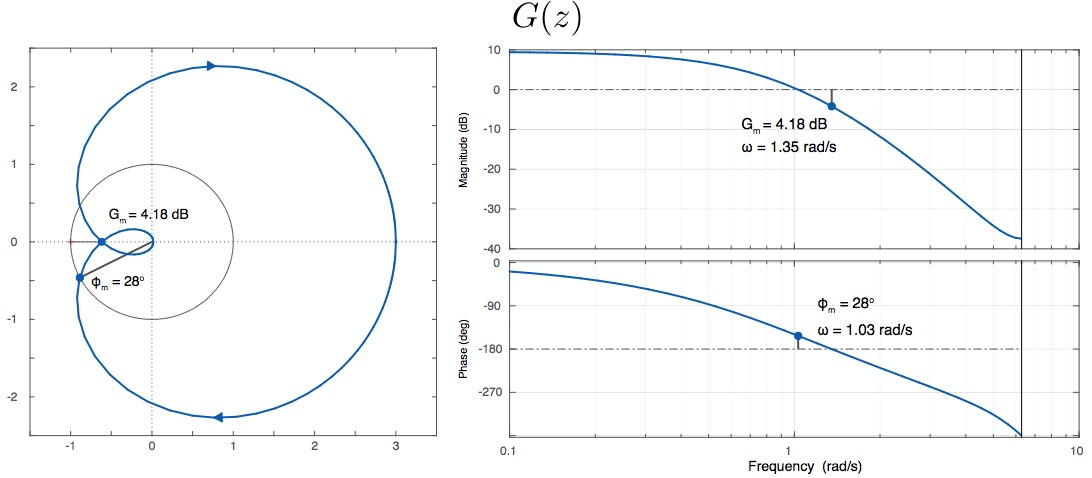 G(z)
2
1
0
-1
-2
-1
0
1
2
3
G_m = 4.18 dB
ϕ_m = 28°
Magnitude (dB)
10
0
-10
-20
-30
-40
G_m = 4.18 dB
ω = 1.35 rad/s
Phase (deg)
0
-90
-180
-270
ϕ_m = 28°
ω = 1.03 rad/s
0.1
1
10
Frequency (rad/s)